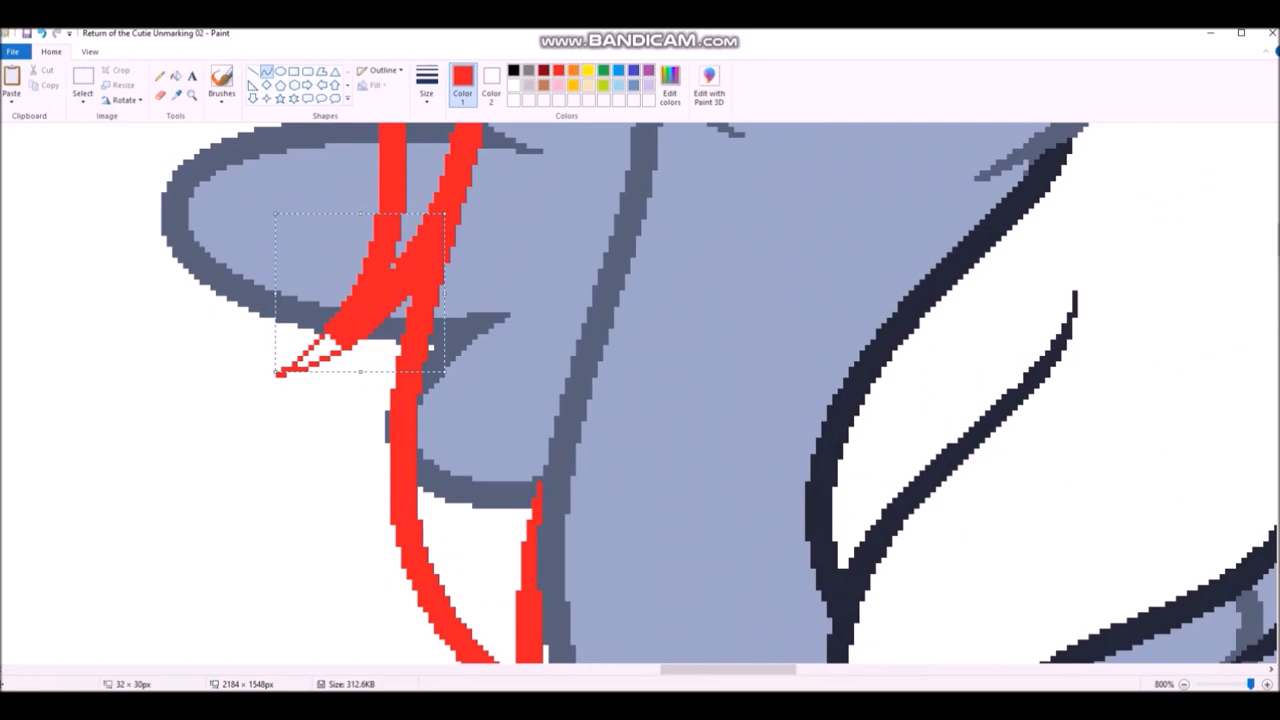 Return of the Cutie Unmarking 02 - Paint
www.BANDICAM.com
File
Home
View
Paste
Cut
Copy
Clipboard
Select
Crop
Resize
Rotate
Image
Tools
Brushes
Outline
Fill
Shapes
Size
Color
1
Color
2
Edit
colors
Colors
Edit with
Paint 3D
32 × 30px
2184 × 1548px
Size: 312.6KB
800%